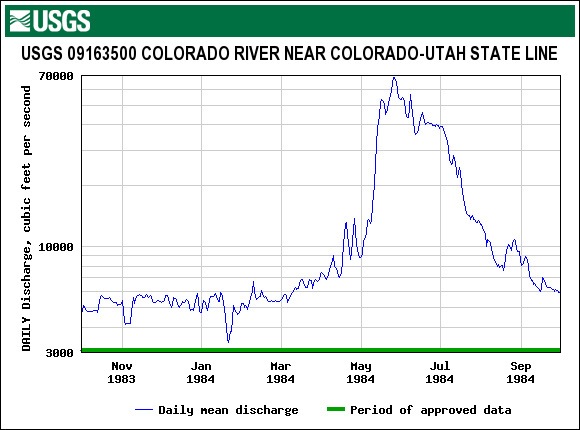 USGS
USGS 09163500 COLORADO RIVER NEAR COLORADO-UTAH STATE LINE
DAILY Discharge, cubic feet per second
70000
10000
3000
Nov 1983
Jan 1984
Mar 1984
May 1984
Jul 1984
Sep 1984
Daily mean discharge
Period of approved data